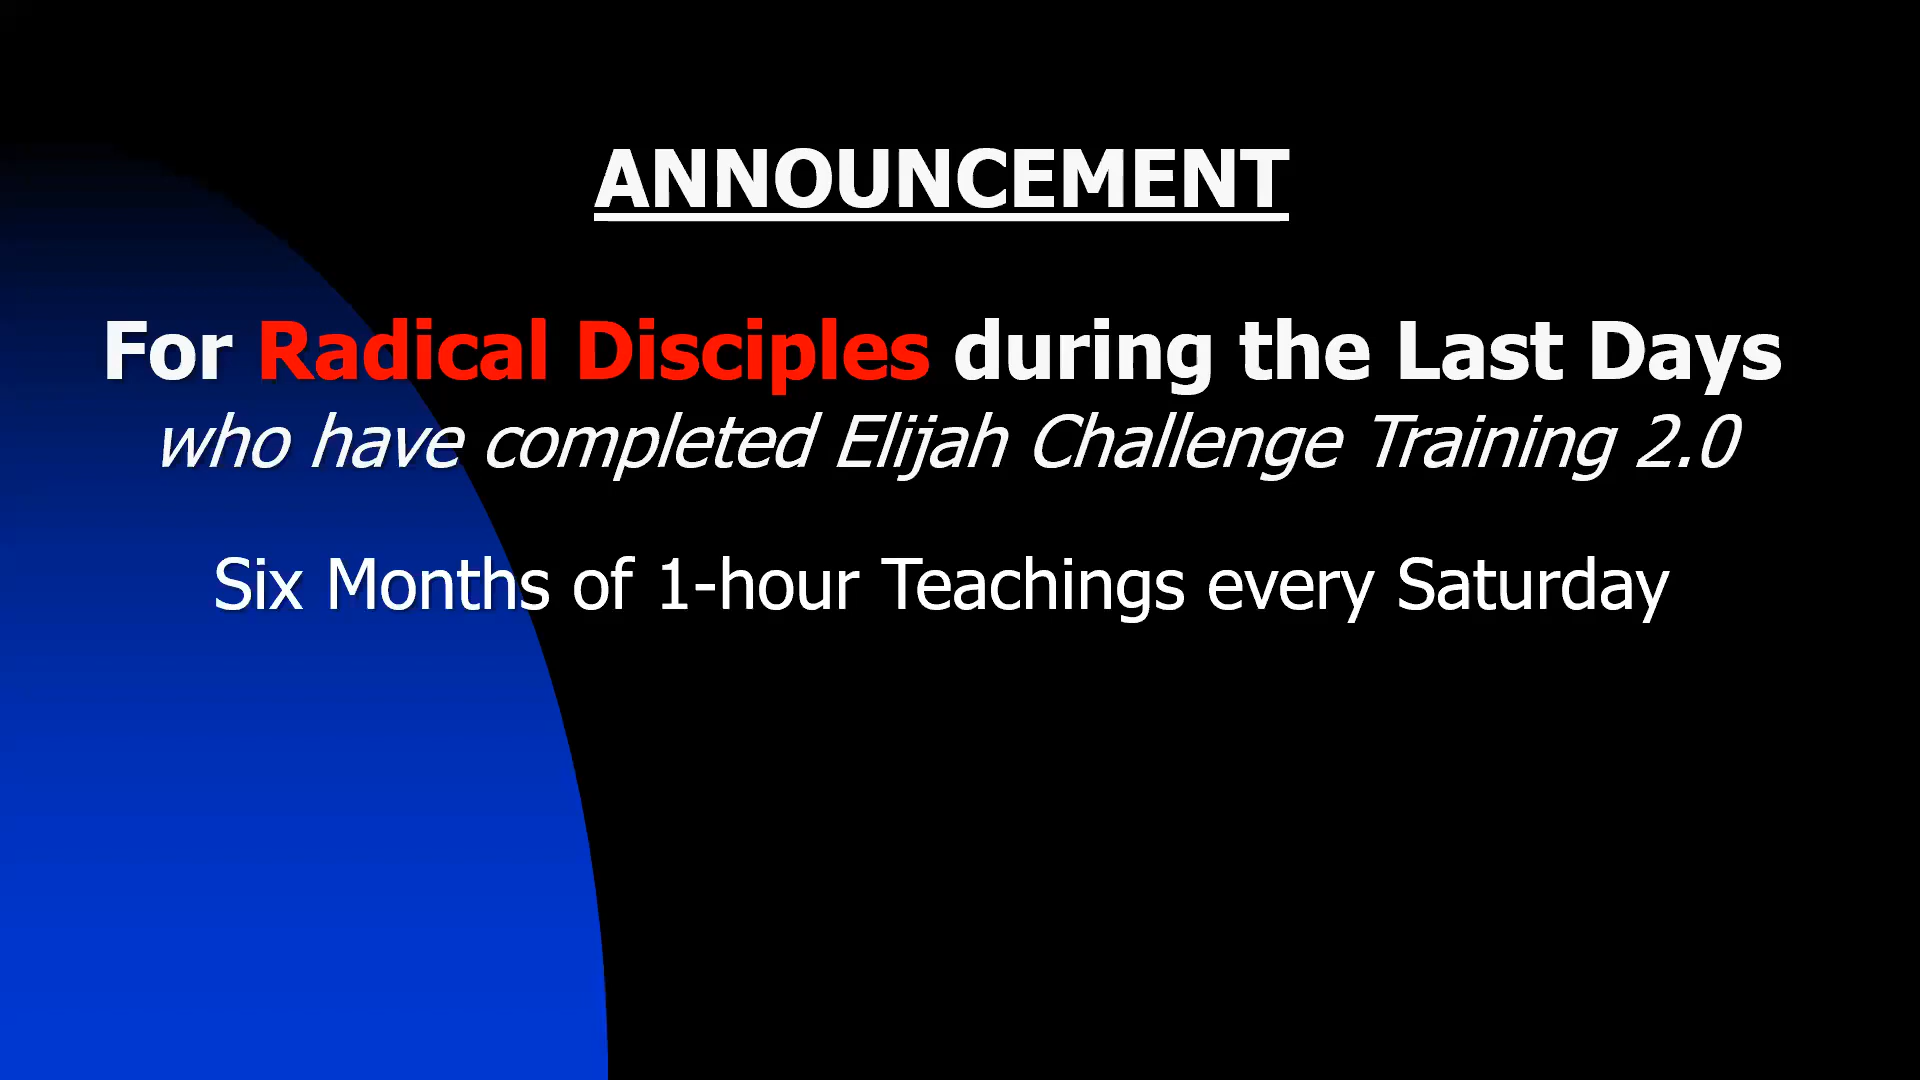 ANNOUNCEMENT
For Radical Disciples during the Last Days
who have completed Elijah Challenge Training 2.0
Six Months of 1-hour Teachings every Saturday